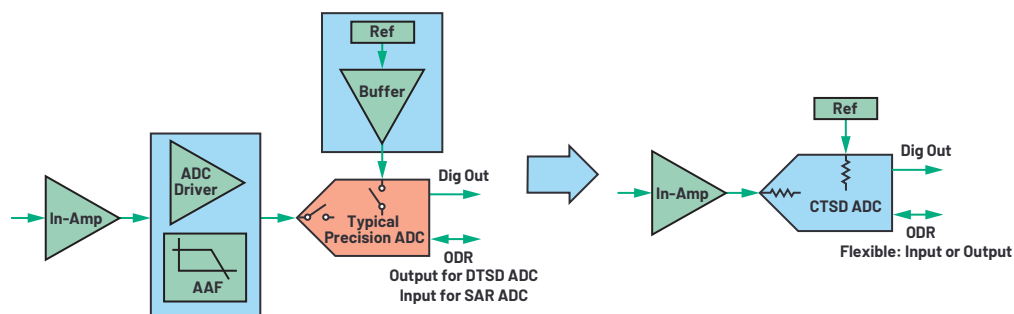 Ref
Buffer
ADC
Driver
In-Amp
AAF
Typical
Precision ADC
Dig Out
ODR
Output for DTSD ADC
Input for SAR ADC
Ref
In-Amp
CTSD ADC
Dig Out
ODR
Flexible: Input or Output